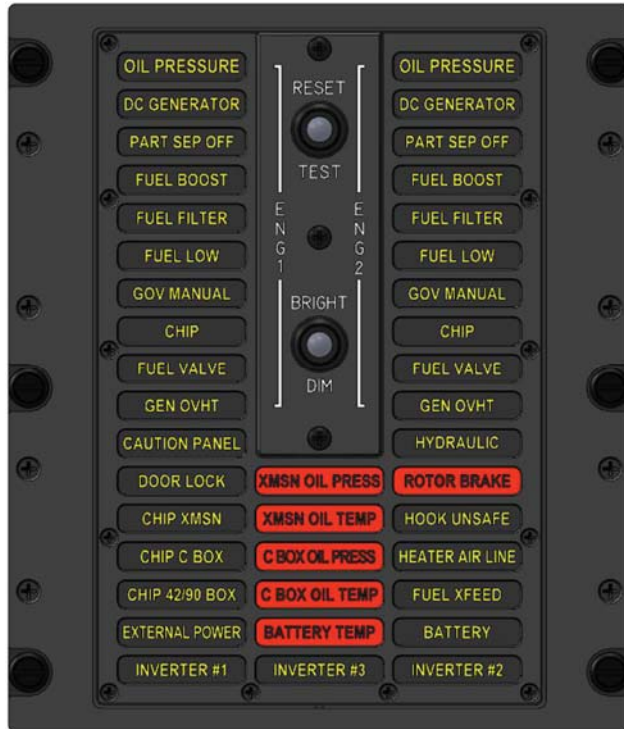 OIL PRESSURE
DC GENERATOR
PART SEP OFF
FUEL BOOST
FUEL FILTER
FUEL LOW
GOV MANUAL
CHIP
FUEL VALVE
GEN OVHT
CAUTION PANEL
RESET
TEST
ENG1
ENG2
BRIGHT
DIM
OIL PRESSURE
DC GENERATOR
PART SEP OFF
FUEL BOOST
FUEL FILTER
FUEL LOW
GOV MANUAL
CHIP
FUEL VALVE
GEN OVHT
HYDRAULIC
DOOR LOCK
XMSN OIL PRESS
ROTOR BRAKE
CHIP XMSN
XMSN OIL TEMP
HOOK UNSAFE
CHIP C BOX
C BOX OIL PRESS
HEATER AIR LINE
CHIP 42/90 BOX
C BOX OIL TEMP
FUEL XFEED
EXTERNAL POWER
BATTERY TEMP
BATTERY
INVERTER #1
INVERTER #3
INVERTER #2